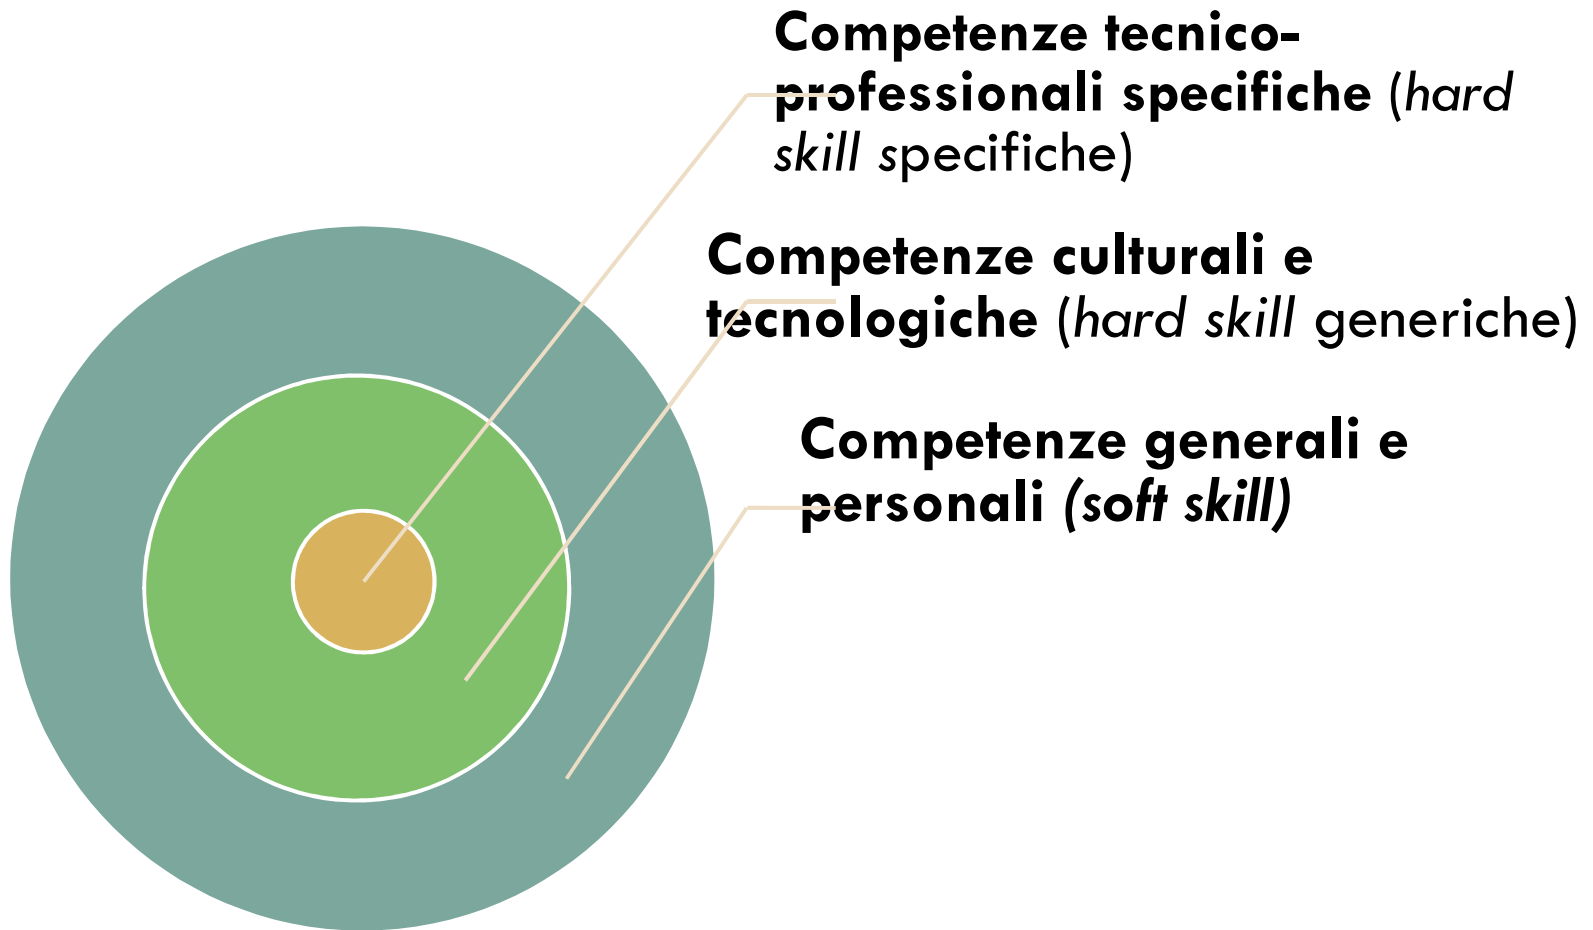 Competenze tecnico-
professionali specifiche (hard
skill specifiche)
Competenze culturali e
tecnologiche (hard skill generiche)
Competenze generali e
personali (soft skill)